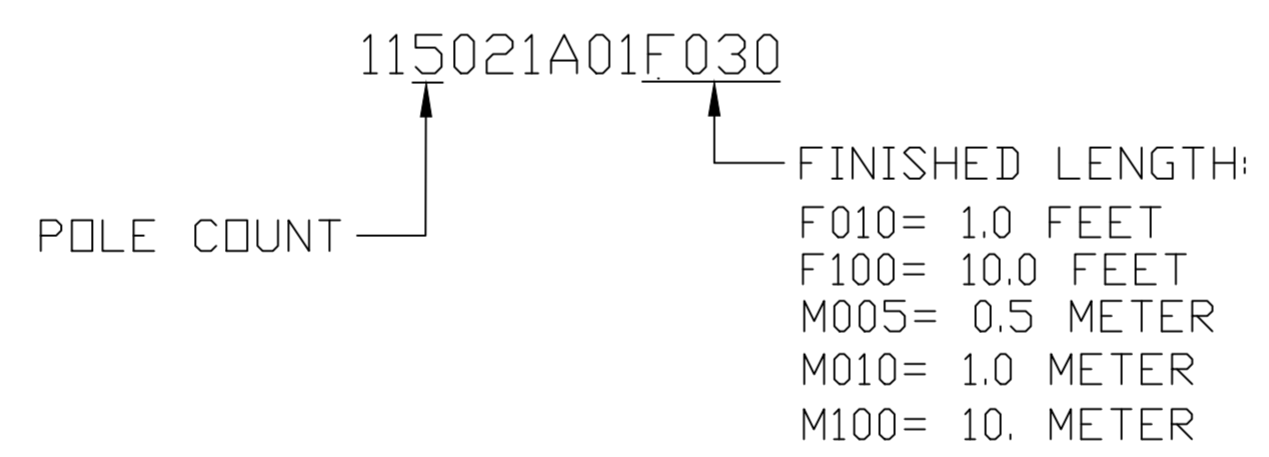 115021A01F030
FINISHED LENGTH:
POLE COUNT
F010= 1.0 FEET
F100= 10.0 FEET
M005= 0.5 METER
M010= 1.0 METER
M100= 10. METER